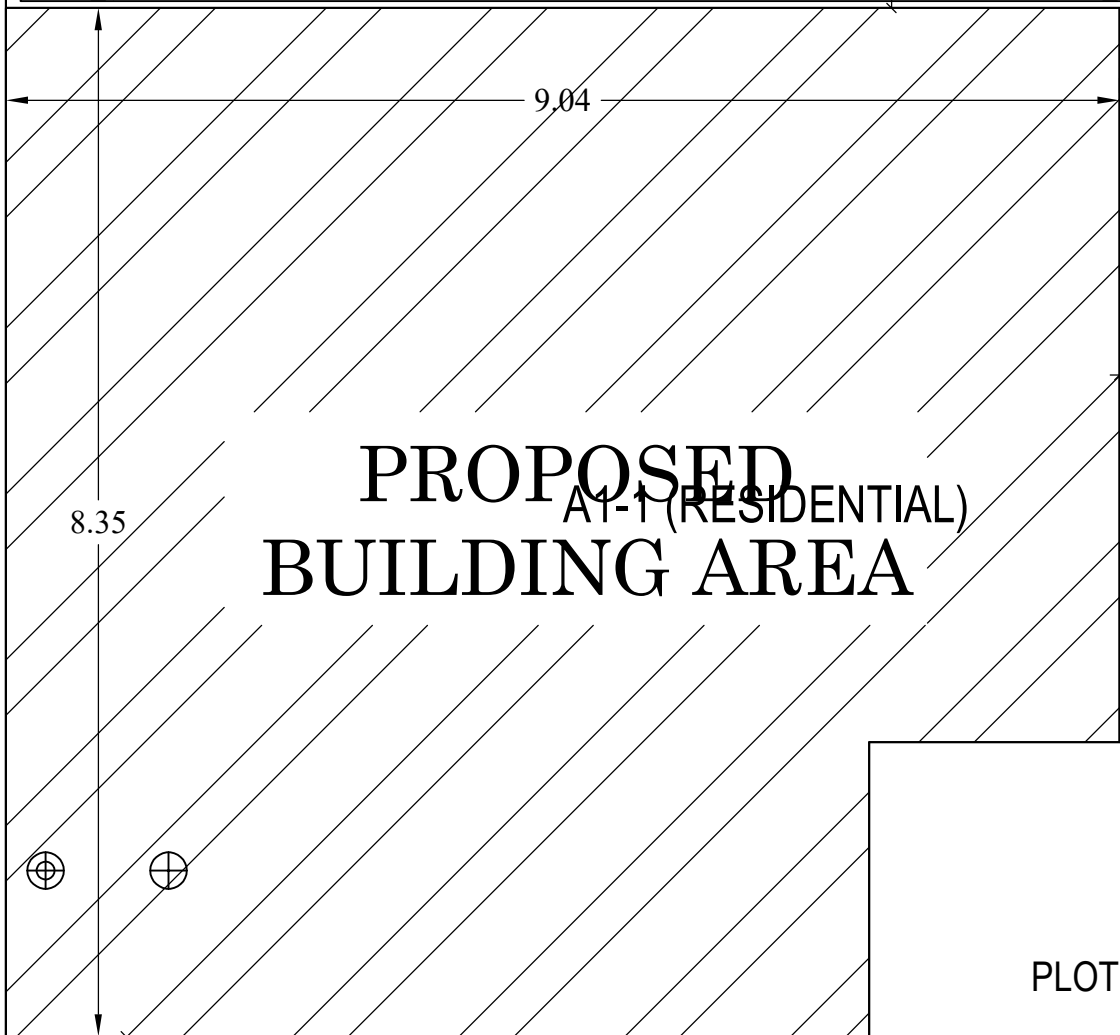 9.04
PROPOSED
A1-1 (RESIDENTIAL)
8.35
BUILDING AREA
PLOT